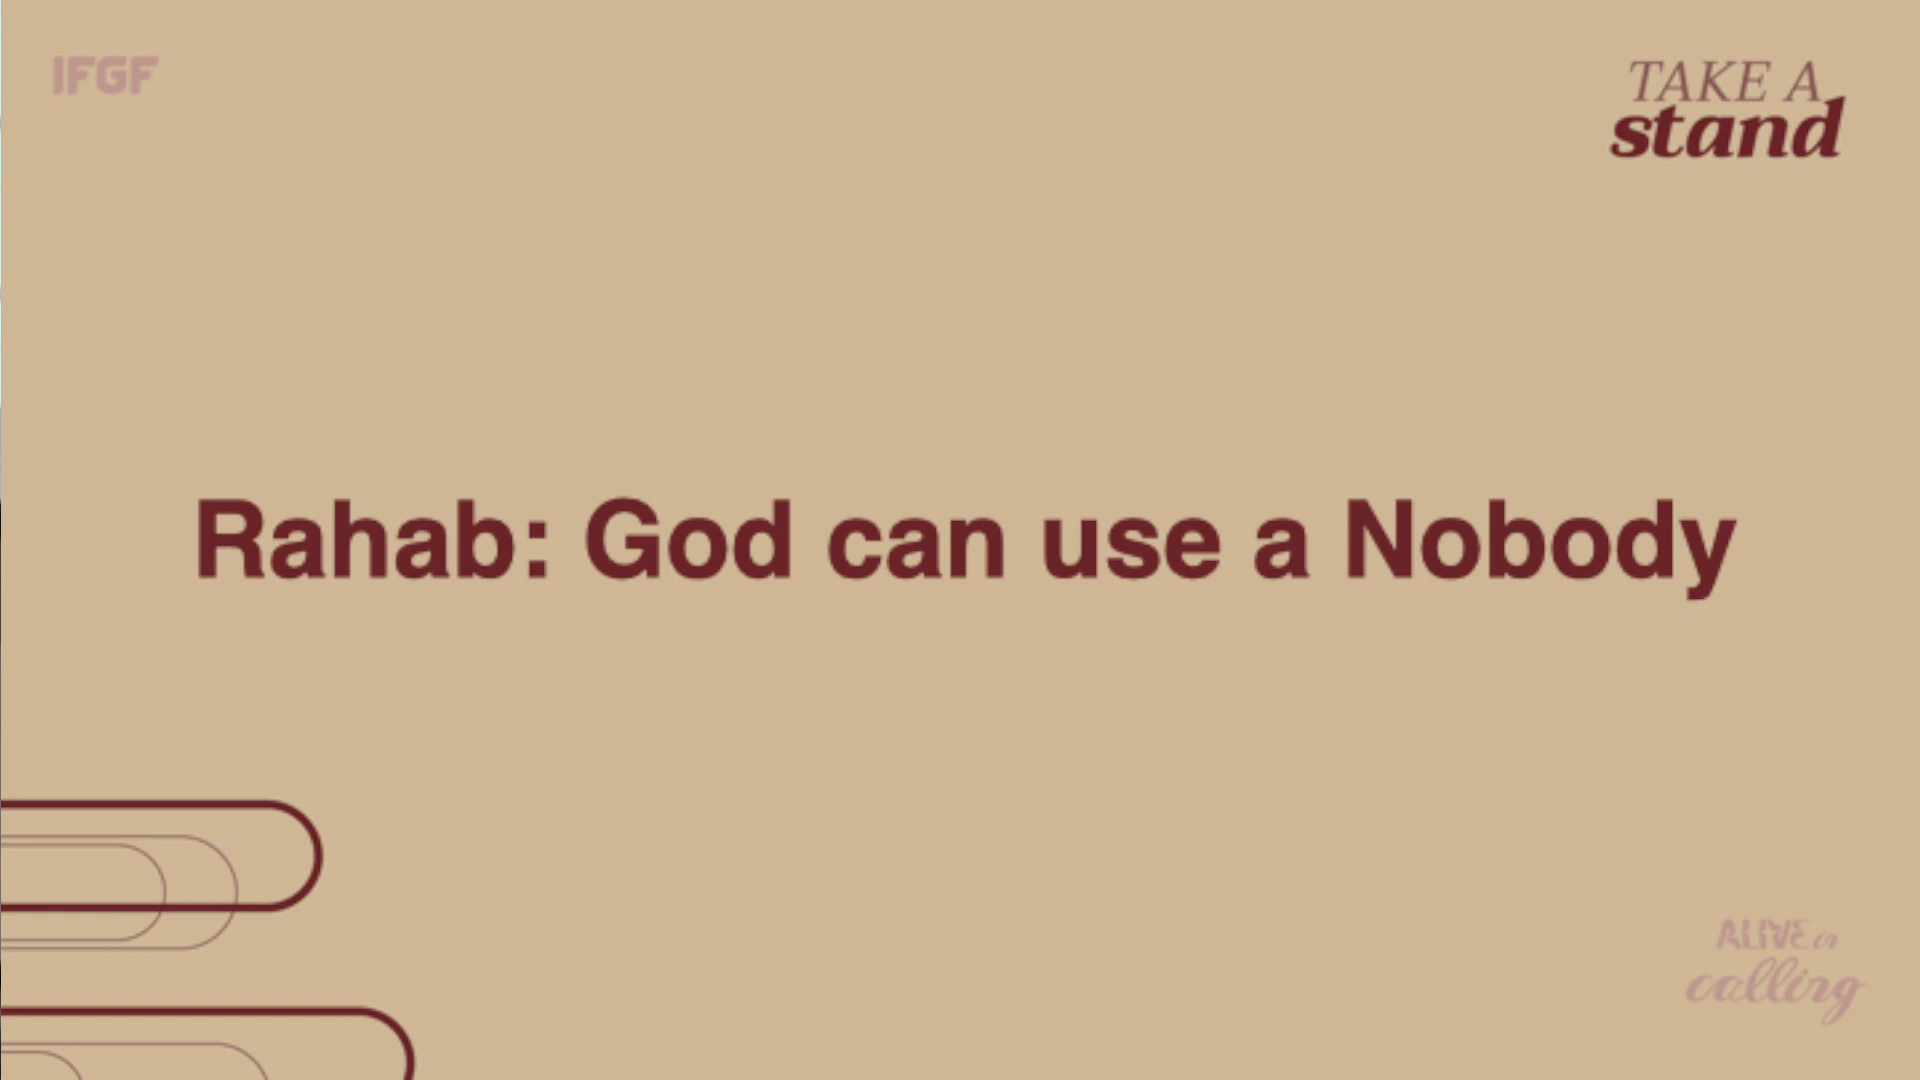 IFGF
TAKE A
stand
Rahab: God can use a Nobody
ALIVE in
calling